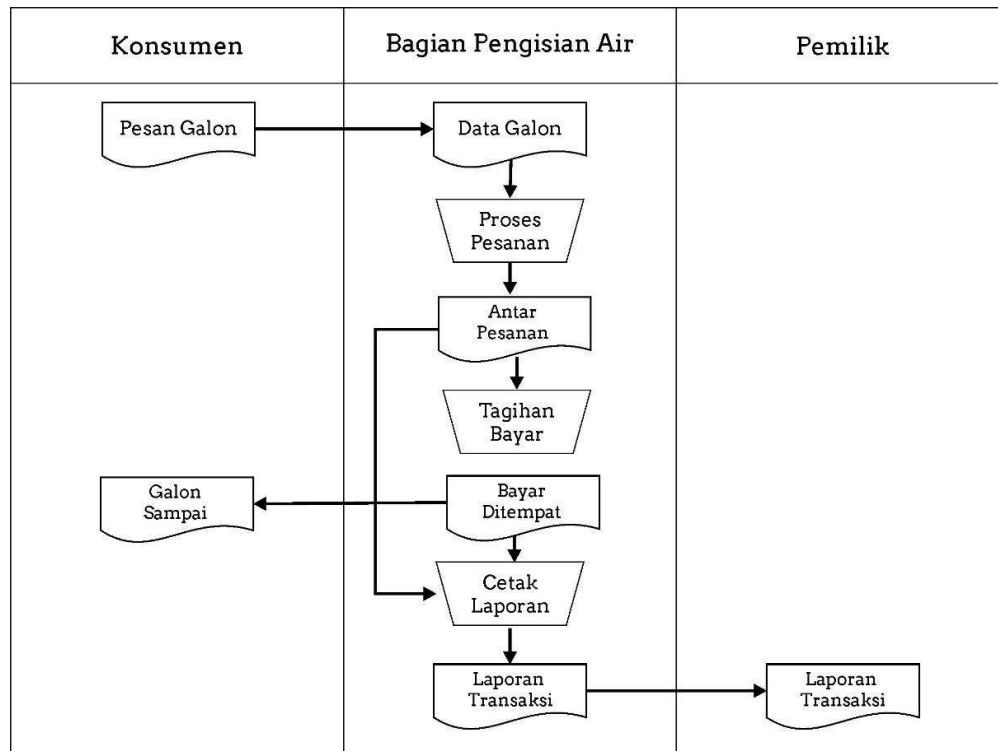 Konsumen
Bagian Pengisian Air
Pemilik
Pesan Galon
Data Galon
Proses
Pesanan
Antar
Pesanan
Tagihan
Bayar
Galon
Sampai
Bayar
Ditempat
Cetak
Laporan
Laporan
Transaksi
Laporan
Transaksi